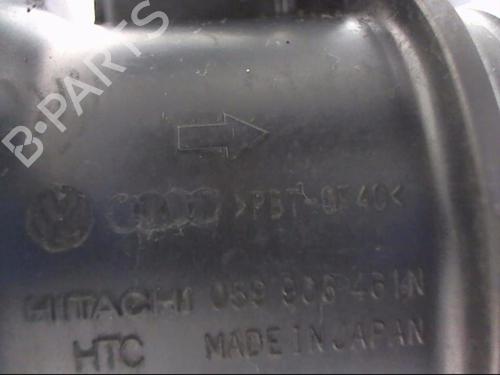 B-PARTS
>PBT-GF40<
HITACHI 059 906 461N
HTC MADE IN JAPAN